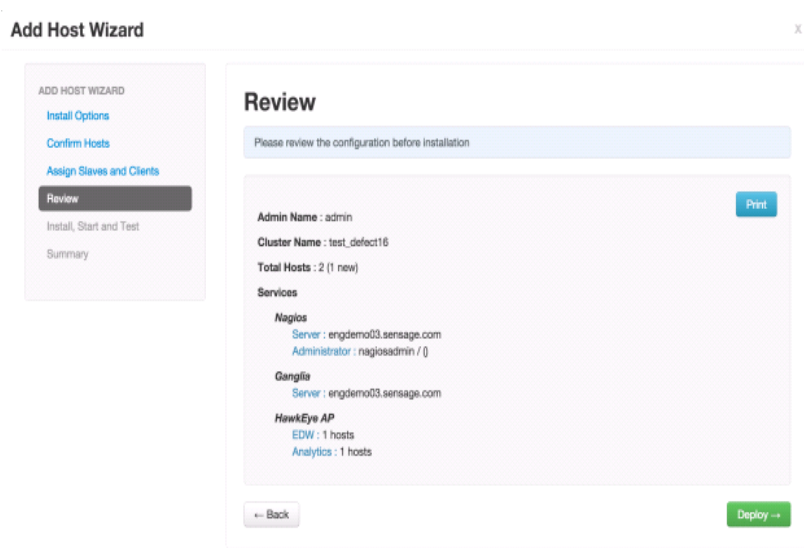 Add Host Wizard
X
ADD HOST WIZARD
Install Options
Confirm Hosts
Assign Slaves and Clients
Review
Install, Start and Test
Summary
Review
Please review the configuration before installation
Print
Admin Name : admin
Cluster Name : test_defect16
Total Hosts : 2 (1 new)
Services
Nagios
Server : engdemo03.sensage.com
Administrator : nagiosadmin / ()
Ganglia
Server : engdemo03.sensage.com
HawkEye AP
EDW : 1 hosts
Analytics : 1 hosts
← Back
Deploy →